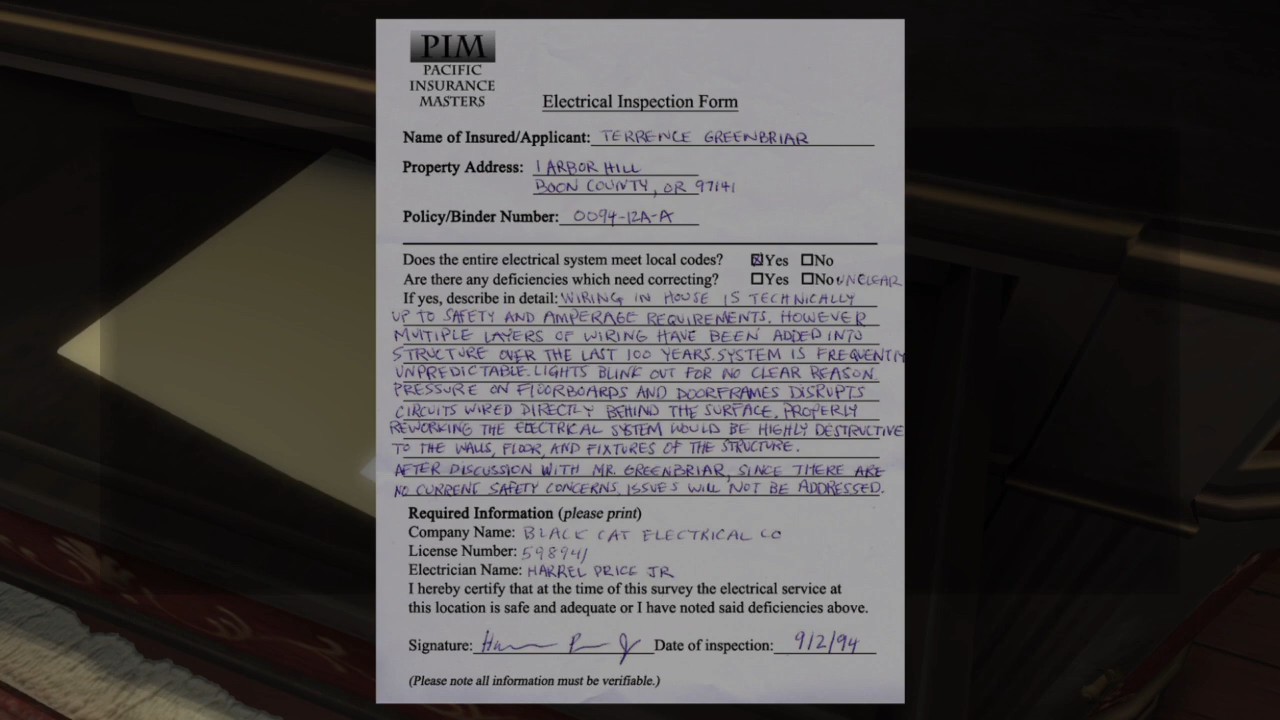 PIM
PACIFIC
INSURANCE
MASTERS
Electrical Inspection Form
Name of Insured/Applicant: TERRENCE GREENBRIAR
Property Address: 1 ARBOR HILL
BOON COUNTY, OR 97141
Policy/Binder Number: 0094-12A-A
Does the entire electrical system meet local codes? ☒Yes ☐No
Are there any deficiencies which need correcting? ☐Yes ☐No UNCLEAR
If yes, describe in detail: WIRING IN HOUSE IS TECHNICALLY
UP TO SAFETY AND AMPERAGE REQUIREMENTS. HOWEVER
MULTIPLE LAYERS OF WIRING HAVE BEEN ADDED INTO
STRUCTURE OVER THE LAST 100 YEARS. SYSTEM IS FREQUENTLY
UNPREDICTABLE. LIGHTS BLINK OUT FOR NO CLEAR REASON.
PRESSURE ON FLOORBOARDS AND DOORFRAMES DISRUPTS
CIRCUITS WIRED DIRECTLY BEHIND THE SURFACE. PROPERLY
REWORKING THE ELECTRICAL SYSTEM WOULD BE HIGHLY DESTRUCTIVE
TO THE WALLS, FLOOR, AND FIXTURES OF THE STRUCTURE.
AFTER DISCUSSION WITH MR. GREENBRIAR, SINCE THERE ARE
NO CURRENT SAFETY CONCERNS, ISSUES WILL NOT BE ADDRESSED.
Required Information (please print)
Company Name: BLACK CAT ELECTRICAL CO
License Number: 598941
Electrician Name: HARREL PRICE JR
I hereby certify that at the time of this survey the electrical service at
this location is safe and adequate or I have noted said deficiencies above.
Signature: Date of inspection: 9/2/94
(Please note all information must be verifiable.)